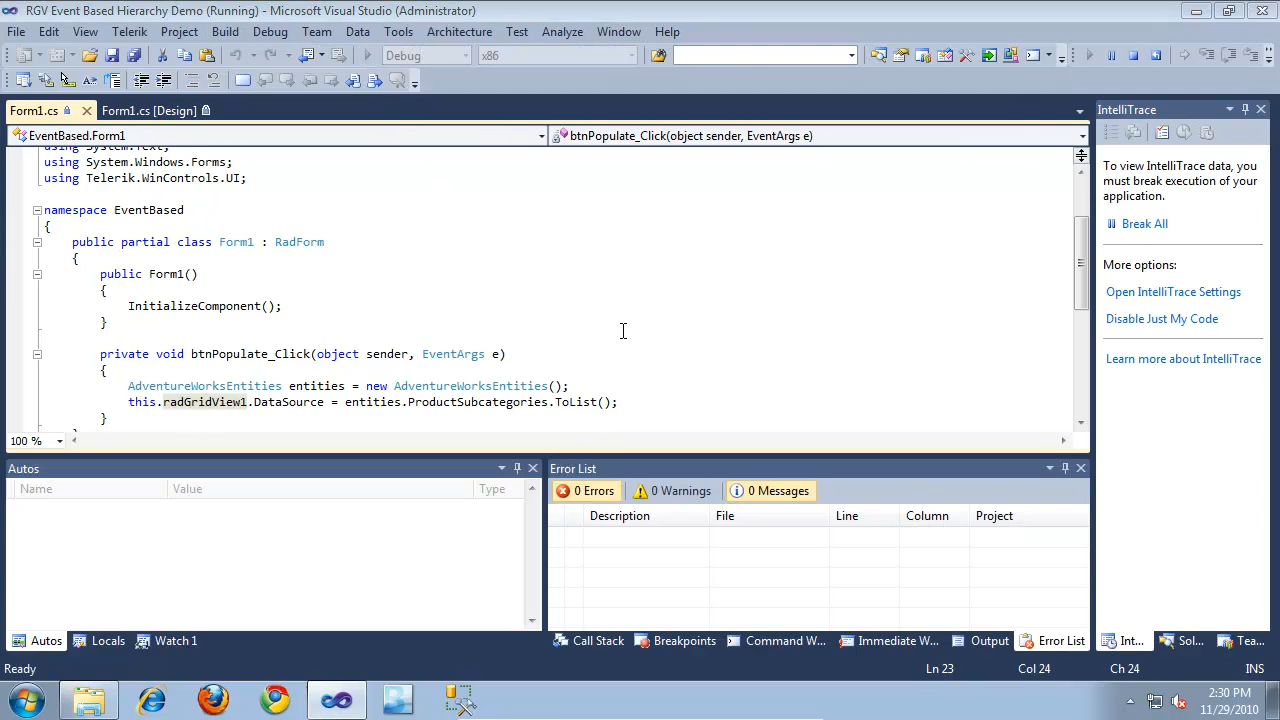 RGV Event Based Hierarchy Demo (Running) - Microsoft Visual Studio (Administrator)
File Edit View Telerik Project Build Debug Team Data Tools Architecture Test Analyze Window Help
Debug x86
Form1.cs Form1.cs [Design]
EventBased.Form1 btnPopulate_Click(object sender, EventArgs e)
using System.Text;
using System.Windows.Forms;
using Telerik.WinControls.UI;
namespace EventBased
{
public partial class Form1 : RadForm
{
public Form1()
{
InitializeComponent();
}
private void btnPopulate_Click(object sender, EventArgs e)
{
AdventureWorksEntities entities = new AdventureWorksEntities();
this.radGridView1.DataSource = entities.ProductSubcategories.ToList();
}
100 %
IntelliTrace
To view IntelliTrace data, you
must break execution of your
application.
Break All
More options:
Open IntelliTrace Settings
Disable Just My Code
Learn more about IntelliTrace
Autos
Name Value Type
Autos Locals Watch 1
Error List
0 Errors 0 Warnings 0 Messages
Description File Line Column Project
Call Stack Breakpoints Command W... Immediate W... Output Error List
Int... Sol... Tea...
Ready Ln 23 Col 24 Ch 24 INS
2:30 PM
11/29/2010